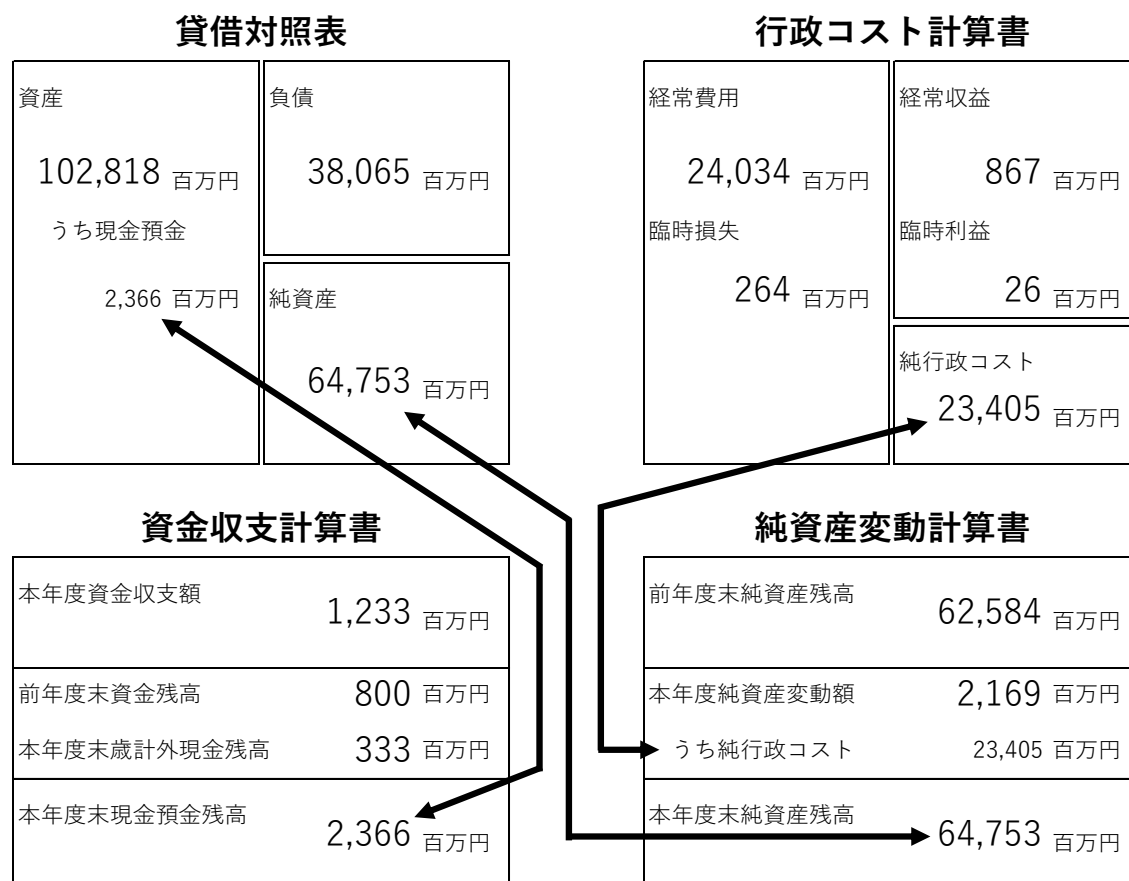 貸借対照表
資産
102,818 百万円
うち現金預金
2,366 百万円
負債
38,065 百万円
純資産
64,753 百万円
行政コスト計算書
経常費用
24,034 百万円
臨時損失
264 百万円
経常収益
867 百万円
臨時利益
26 百万円
純行政コスト
23,405 百万円
資金収支計算書
本年度資金収支額
1,233 百万円
前年度末資金残高 800 百万円
本年度末歳計外現金残高 333 百万円
本年度末現金預金残高
2,366 百万円
純資産変動計算書
前年度末純資産残高
62,584 百万円
本年度純資産変動額 2,169 百万円
うち純行政コスト 23,405 百万円
本年度末純資産残高
64,753 百万円